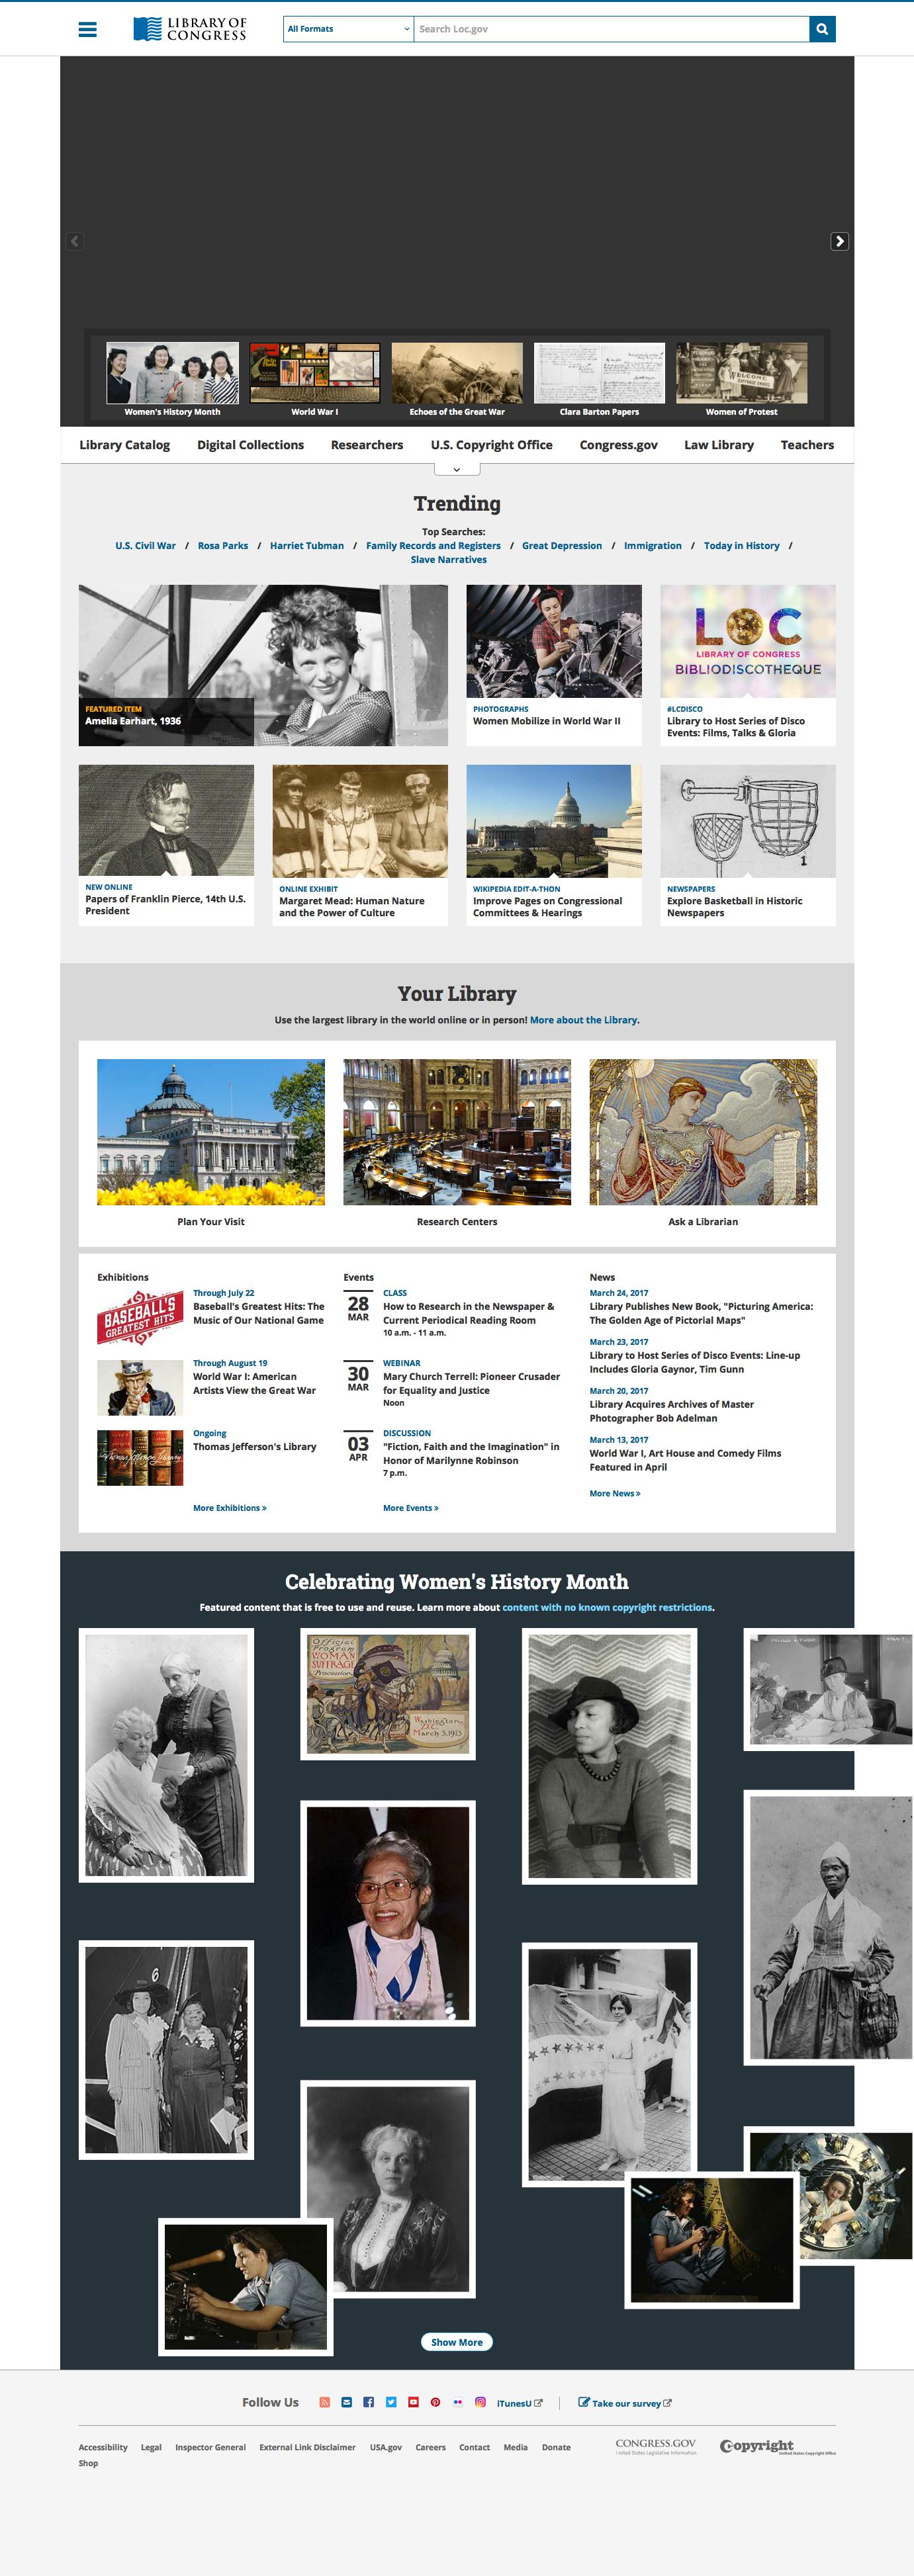 LIBRARY OF
CONGRESS
All Formats
Search Loc.gov
Women's History Month
World War I
Echoes of the Great War
Clara Barton Papers
WELCOME
Women of Protest
Library Catalog
Digital Collections
Researchers
U.S. Copyright Office
Congress.gov
Law Library
Teachers
Trending
Top Searches:
U.S. Civil War / Rosa Parks / Harriet Tubman / Family Records and Registers / Great Depression / Immigration / Today in History /
Slave Narratives
FEATURED ITEM
Amelia Earhart, 1936
PHOTOGRAPHS
Women Mobilize in World War II
LOC
LIBRARY OF CONGRESS
BIBLIODISCOTHEQUE
#LCDISCO
Library to Host Series of Disco
Events: Films, Talks & Gloria
NEW ONLINE
Papers of Franklin Pierce, 14th U.S.
President
ONLINE EXHIBIT
Margaret Mead: Human Nature
and the Power of Culture
WIKIPEDIA EDIT-A-THON
Improve Pages on Congressional
Committees & Hearings
1
NEWSPAPERS
Explore Basketball in Historic
Newspapers
Your Library
Use the largest library in the world online or in person! More about the Library.
Plan Your Visit
Research Centers
Ask a Librarian
Exhibitions
BASEBALL'S
GREATEST HITS
Through July 22
Baseball's Greatest Hits: The
Music of Our National Game
Through August 19
World War I: American
Artists View the Great War
Thomas Jefferson's Library
Ongoing
Thomas Jefferson's Library
More Exhibitions »
Events
28
MAR
CLASS
How to Research in the Newspaper &
Current Periodical Reading Room
10 a.m. - 11 a.m.
30
MAR
WEBINAR
Mary Church Terrell: Pioneer Crusader
for Equality and Justice
Noon
03
APR
DISCUSSION
"Fiction, Faith and the Imagination" in
Honor of Marilynne Robinson
7 p.m.
More Events »
News
March 24, 2017
Library Publishes New Book, "Picturing America:
The Golden Age of Pictorial Maps"
March 23, 2017
Library to Host Series of Disco Events: Line-up
Includes Gloria Gaynor, Tim Gunn
March 20, 2017
Library Acquires Archives of Master
Photographer Bob Adelman
March 13, 2017
World War I, Art House and Comedy Films
Featured in April
More News »
Celebrating Women's History Month
Featured content that is free to use and reuse. Learn more about content with no known copyright restrictions.
Official
Program
WOMAN
SUFFRAGE
Procession
Washington
D.C.
March 3, 1913
6
Show More
Follow Us
iTunesU
Take our survey
Accessibility
Legal
Inspector General
External Link Disclaimer
USA.gov
Careers
Contact
Media
Donate
Shop
CONGRESS.GOV
United States Legislative Information
Copyright
United States Copyright Office